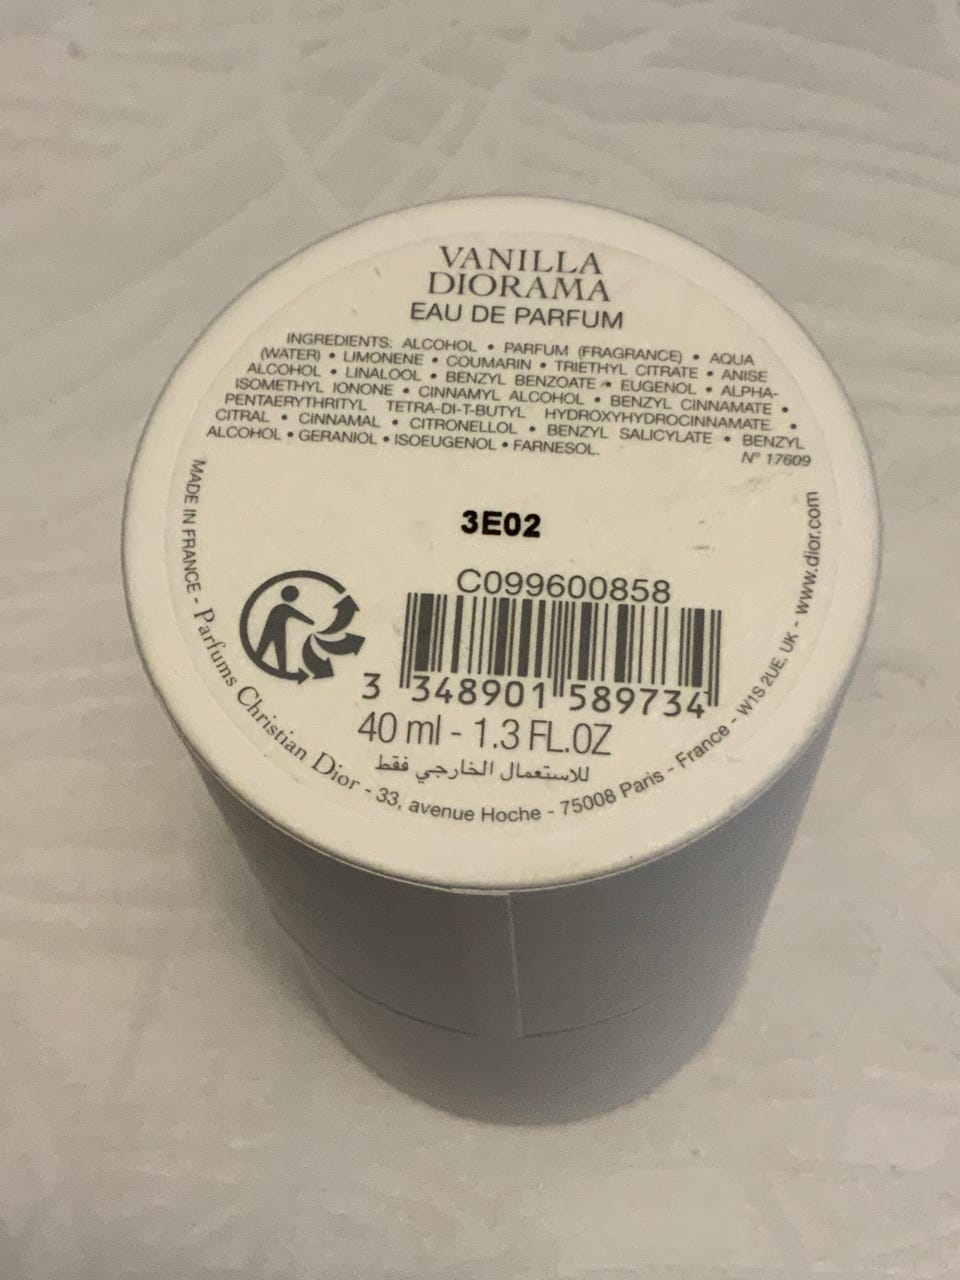 VANILLA
DIORAMA
EAU DE PARFUM
INGREDIENTS: ALCOHOL • PARFUM (FRAGRANCE) • AQUA
(WATER) • LIMONENE • COUMARIN • TRIETHYL CITRATE • ANISE
ALCOHOL • LINALOOL • BENZYL BENZOATE • EUGENOL • ALPHA-
ISOMETHYL IONONE • CINNAMYL ALCOHOL • BENZYL CINNAMATE •
PENTAERYTHRITYL TETRA-DI-T-BUTYL HYDROXYHYDROCINNAMATE •
CITRAL • CINNAMAL • CITRONELLOL • BENZYL SALICYLATE • BENZYL
ALCOHOL • GERANIOL • ISOEUGENOL • FARNESOL.
N° 17609
3E02
C099600858
3 348901 589734
40 ml - 1.3 FL.OZ
للاستعمال الخارجي فقط
MADE IN FRANCE - Parfums Christian Dior - 33, avenue Hoche - 75008 Paris - France - W1S 2UE, UK - www.dior.com